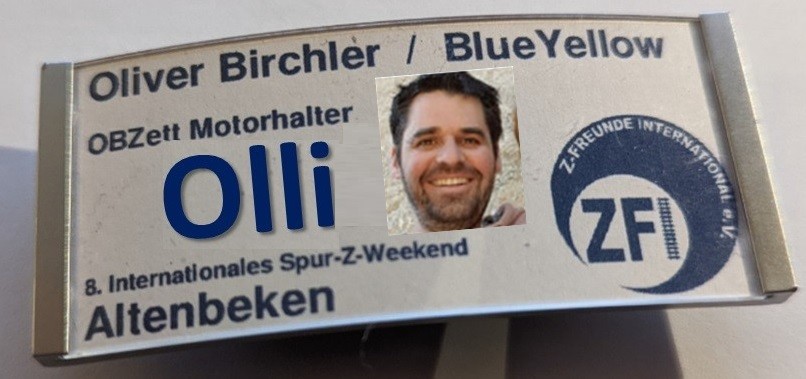 Oliver Birchler / BlueYellow
OBZett Motorhalter
Olli
8. Internationales Spur-Z-Weekend
Altenbeken
Z-FREUNDE INTERNATIONAL e.V.
ZFI